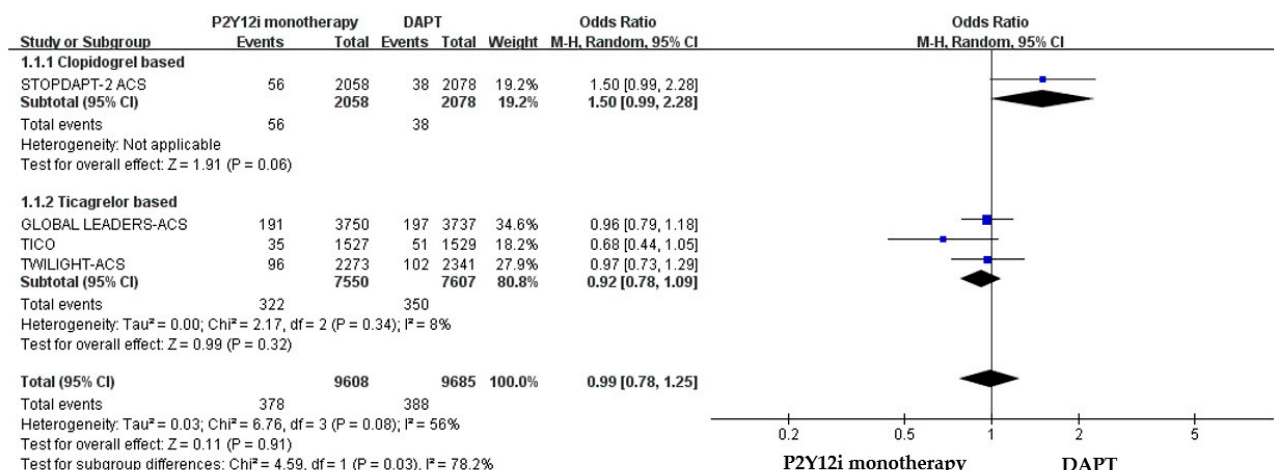 P2Y12i monotherapy DAPT Odds Ratio Odds Ratio
Study or Subgroup Events Total Events Total Weight M-H, Random, 95% CI M-H, Random, 95% CI
1.1.1 Clopidogrel based
STOPDAPT-2 ACS 56 2058 38 2078 19.2% 1.50 [0.99, 2.28]
Subtotal (95% CI) 2058 2078 19.2% 1.50 [0.99, 2.28]
Total events 56 38
Heterogeneity: Not applicable
Test for overall effect: Z = 1.91 (P = 0.06)
1.1.2 Ticagrelor based
GLOBAL LEADERS-ACS 191 3750 197 3737 34.6% 0.96 [0.79, 1.18]
TICO 35 1527 51 1529 18.2% 0.68 [0.44, 1.05]
TWILIGHT-ACS 96 2273 102 2341 27.9% 0.97 [0.73, 1.29]
Subtotal (95% CI) 7550 7607 80.8% 0.92 [0.78, 1.09]
Total events 322 350
Heterogeneity: Tau² = 0.00; Chi² = 2.17, df = 2 (P = 0.34); I² = 8%
Test for overall effect: Z = 0.99 (P = 0.32)
Total (95% CI) 9608 9685 100.0% 0.99 [0.78, 1.25]
Total events 378 388
Heterogeneity: Tau² = 0.03; Chi² = 6.76, df = 3 (P = 0.08); I² = 56%
Test for overall effect: Z = 0.11 (P = 0.91)
Test for subgroup differences: Chi² = 4.59, df = 1 (P = 0.03), I² = 78.2%
0.2 0.5 1 2 5
P2Y12i monotherapy DAPT